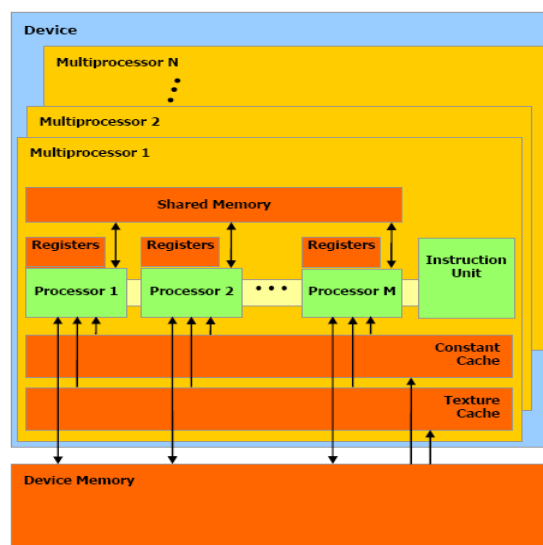 Device
Multiprocessor N
Multiprocessor 2
Multiprocessor 1
Shared Memory
Registers
Registers
Registers
Processor 1
Processor 2
Processor M
Instruction
Unit
Constant
Cache
Texture
Cache
Device Memory